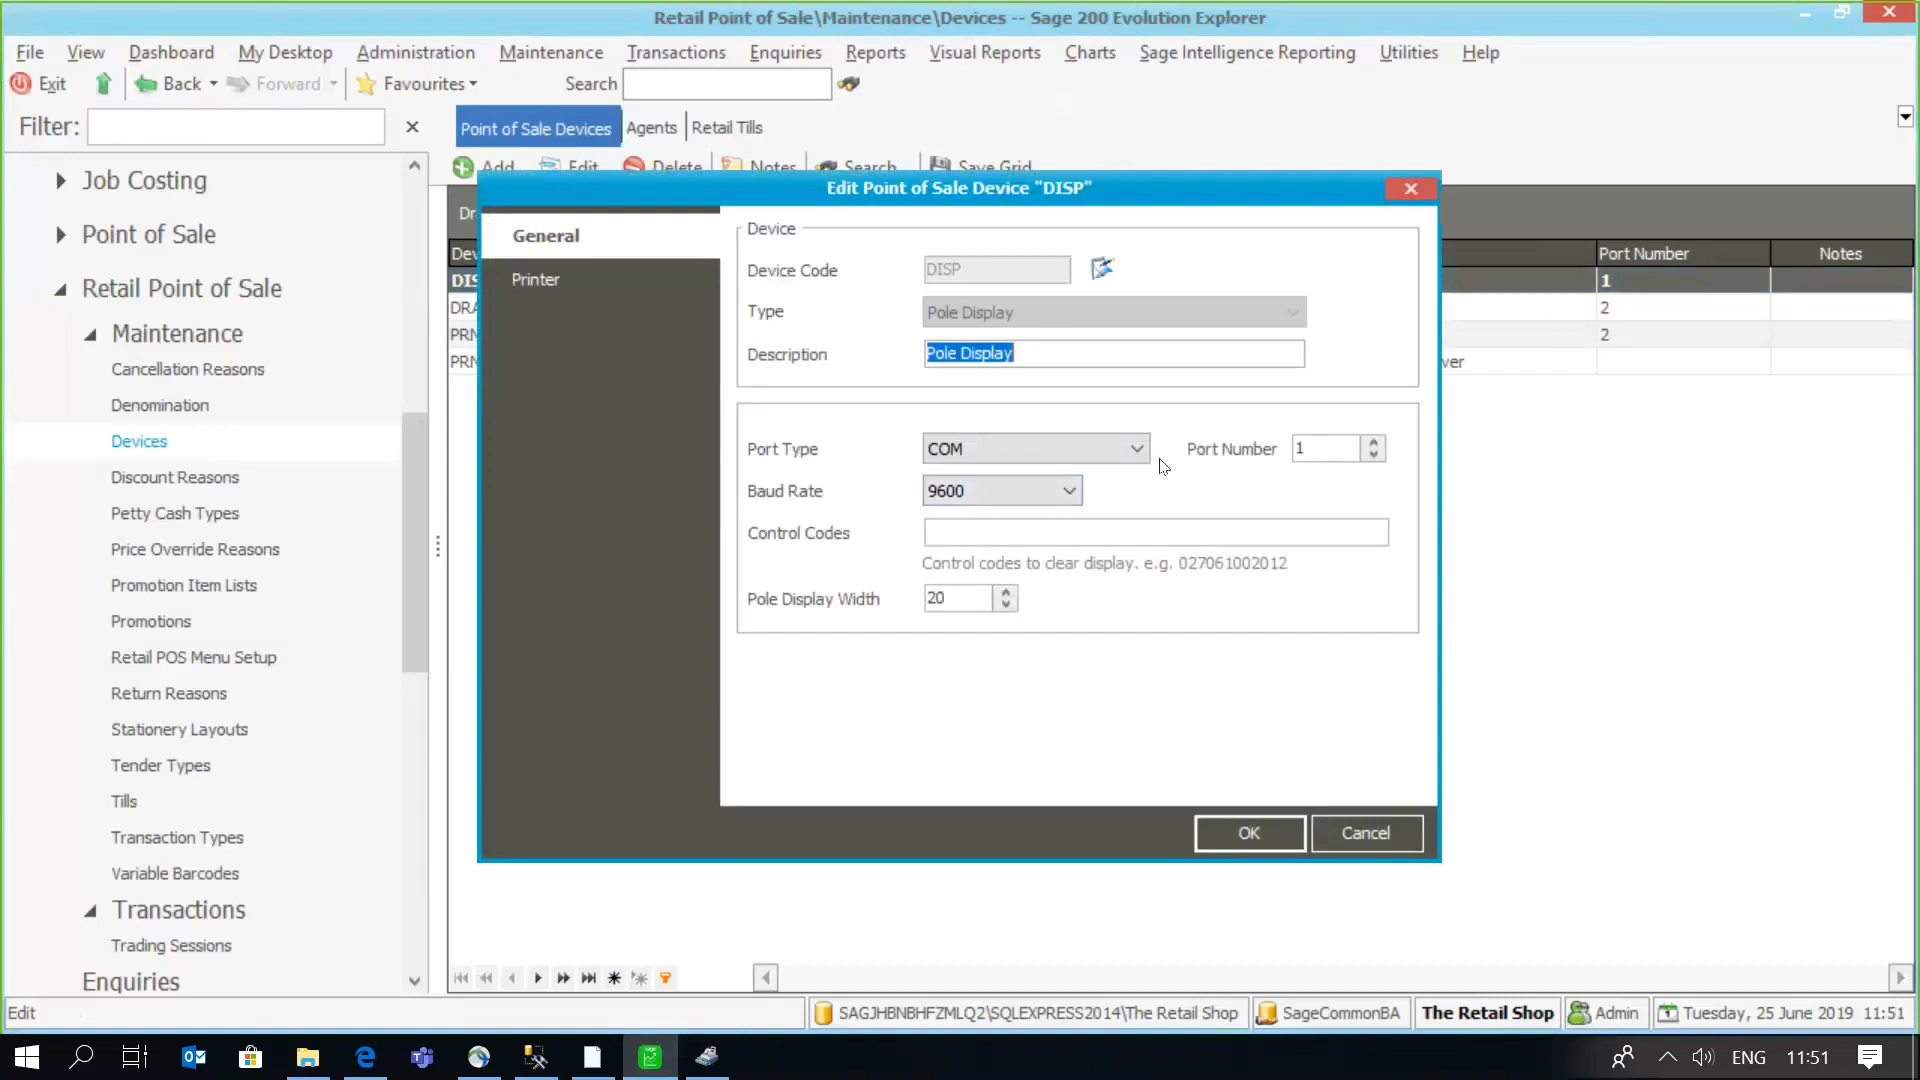 Retail Point of Sale\Maintenance\Devices -- Sage 200 Evolution Explorer
File View Dashboard My Desktop Administration Maintenance Transactions Enquiries Reports Visual Reports Charts Sage Intelligence Reporting Utilities Help
Exit Back Forward Favourites Search
Filter:
Point of Sale Devices Agents Retail Tills
Add Edit Delete Notes Search Save Grid
Job Costing
Point of Sale
Retail Point of Sale
Maintenance
Cancellation Reasons
Denomination
Devices
Discount Reasons
Petty Cash Types
Price Override Reasons
Promotion Item Lists
Promotions
Retail POS Menu Setup
Return Reasons
Stationery Layouts
Tender Types
Tills
Transaction Types
Variable Barcodes
Transactions
Trading Sessions
Enquiries
Port Number Notes
1
2
2
Edit Point of Sale Device "DISP"
General
Printer
Device
Device Code DISP
Type Pole Display
Description Pole Display
Port Type COM Port Number 1
Baud Rate 9600
Control Codes
Control codes to clear display. e.g. 027061002012
Pole Display Width 20
OK Cancel
Edit SAGJHBNBHFZMLQ2\SQLEXPRESS2014\The Retail Shop SageCommonBA The Retail Shop Admin Tuesday, 25 June 2019 11:51
ENG 11:51